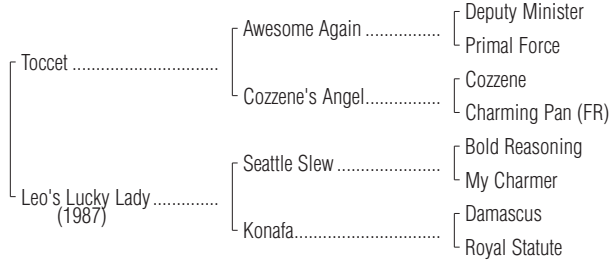 Deputy Minister
Awesome Again ..................
Primal Force
Toccet ..................................
Cozzene
Cozzene's Angel..................
Charming Pan (FR)
Bold Reasoning
Seattle Slew .........................
My Charmer
Leo's Lucky Lady ...............
(1987)
Damascus
Konafa...................................
Royal Statute